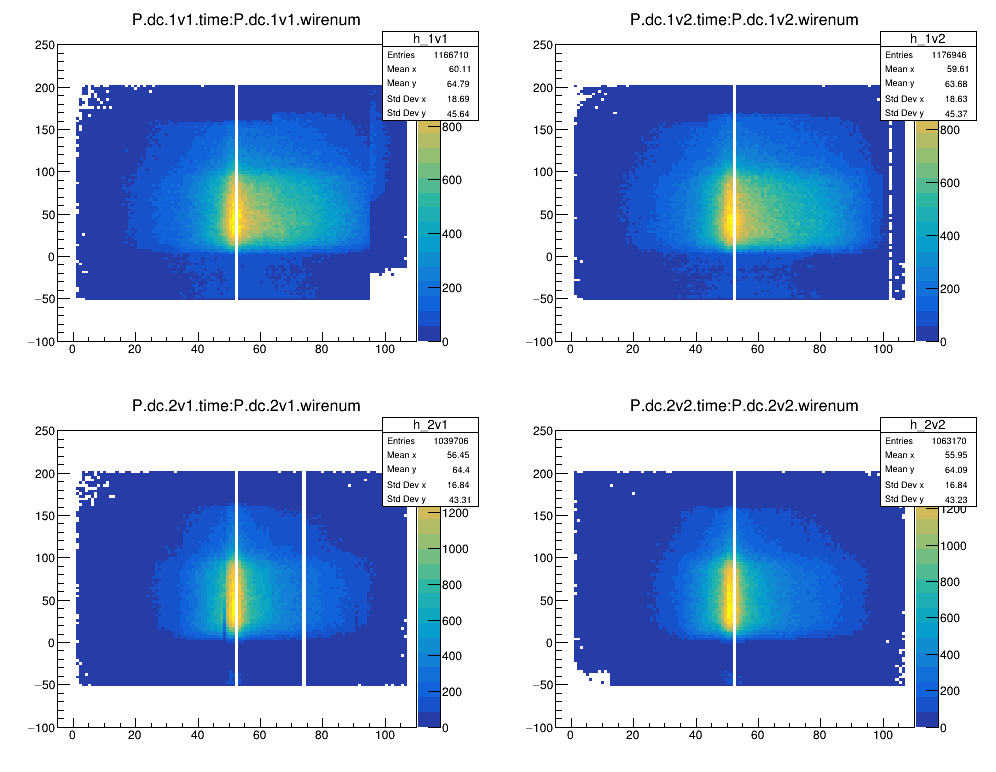 P.dc.1v1.time:P.dc.1v1.wirenum
h_1v1
Entries 1166710
Mean x 60.11
Mean y 64.79
Std Dev x 18.69
Std Dev y 45.64
250
200
150
100
50
0
−50
−100
0 20 40 60 80 100
800
600
400
200
0
P.dc.1v2.time:P.dc.1v2.wirenum
h_1v2
Entries 1176946
Mean x 59.61
Mean y 63.68
Std Dev x 18.63
Std Dev y 45.37
250
200
150
100
50
0
−50
−100
0 20 40 60 80 100
800
600
400
200
0
P.dc.2v1.time:P.dc.2v1.wirenum
h_2v1
Entries 1039706
Mean x 56.45
Mean y 64.4
Std Dev x 16.84
Std Dev y 43.31
250
200
150
100
50
0
−50
−100
0 20 40 60 80 100
1200
1000
800
600
400
200
0
P.dc.2v2.time:P.dc.2v2.wirenum
h_2v2
Entries 1063170
Mean x 55.95
Mean y 64.09
Std Dev x 16.84
Std Dev y 43.23
250
200
150
100
50
0
−50
−100
0 20 40 60 80 100
1200
1000
800
600
400
200
0